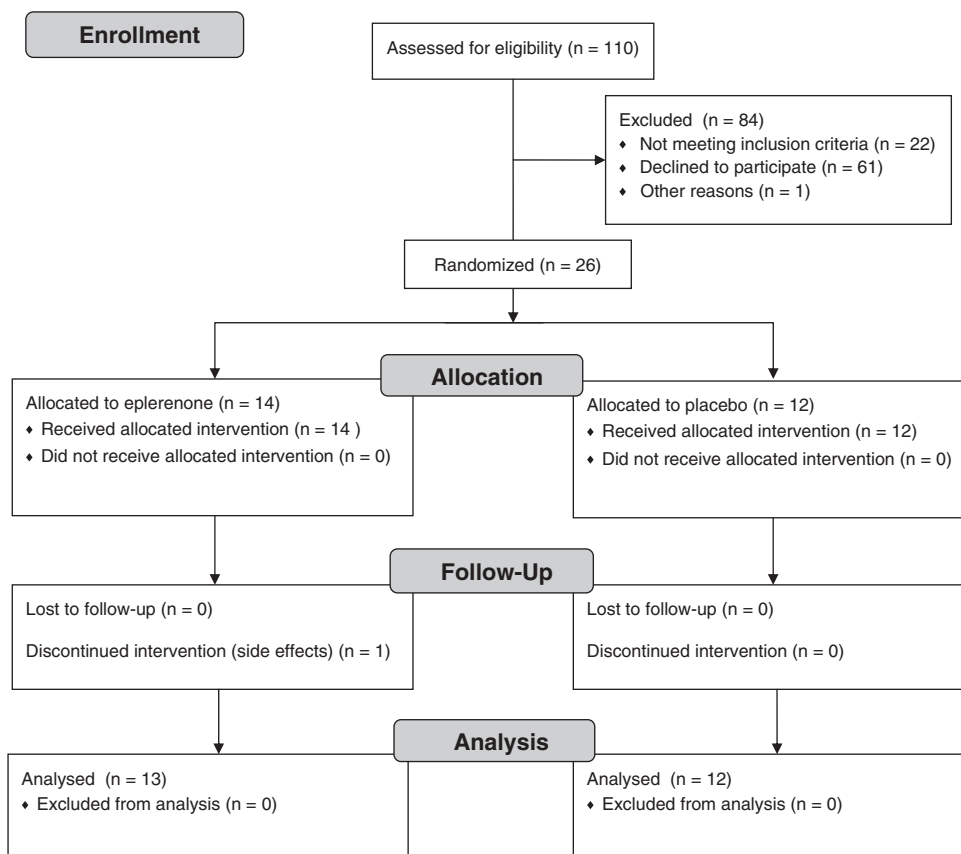 Enrollment
Assessed for eligibility (n = 110)
Excluded (n = 84)
♦ Not meeting inclusion criteria (n = 22)
♦ Declined to participate (n = 61)
♦ Other reasons (n = 1)
Randomized (n = 26)
Allocation
Allocated to eplerenone (n = 14)
♦ Received allocated intervention (n = 14 )
♦ Did not receive allocated intervention (n = 0)
Allocated to placebo (n = 12)
♦ Received allocated intervention (n = 12)
♦ Did not receive allocated intervention (n = 0)
Follow-Up
Lost to follow-up (n = 0)
Discontinued intervention (side effects) (n = 1)
Lost to follow-up (n = 0)
Discontinued intervention (n = 0)
Analysis
Analysed (n = 13)
♦ Excluded from analysis (n = 0)
Analysed (n = 12)
♦ Excluded from analysis (n = 0)